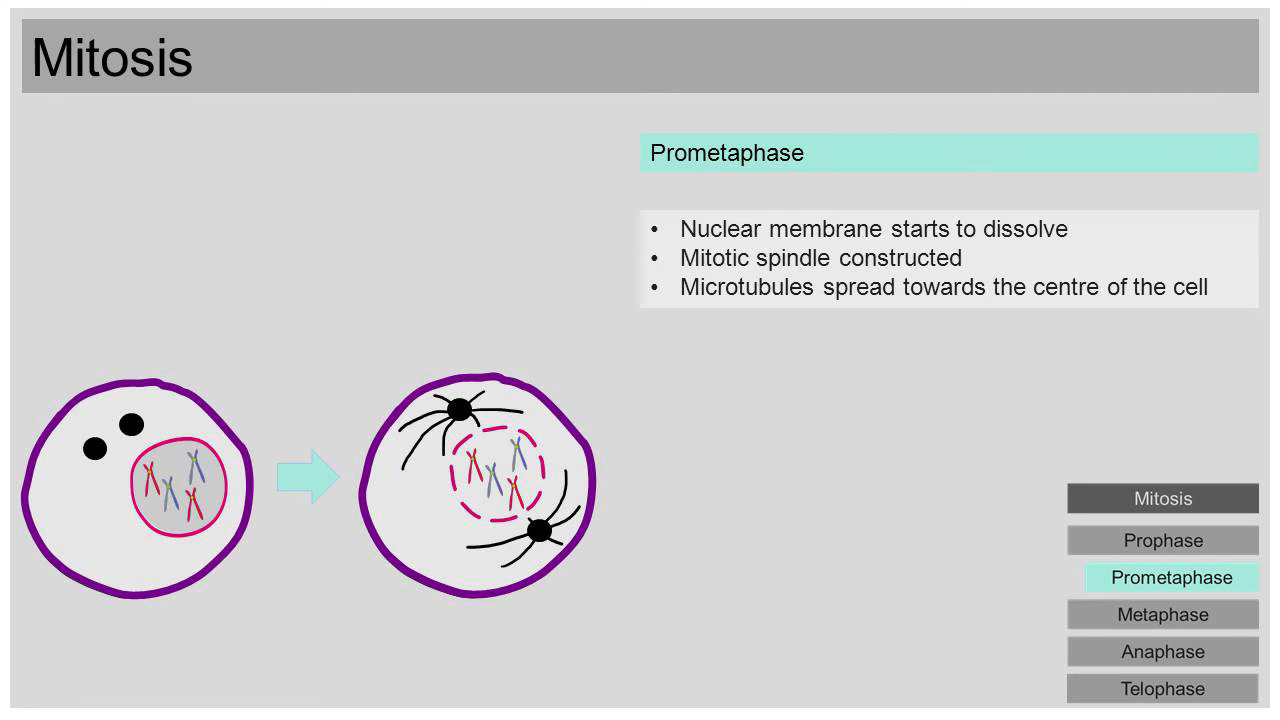 Mitosis
Prometaphase
• Nuclear membrane starts to dissolve
• Mitotic spindle constructed
• Microtubules spread towards the centre of the cell
Mitosis
Prophase
Prometaphase
Metaphase
Anaphase
Telophase